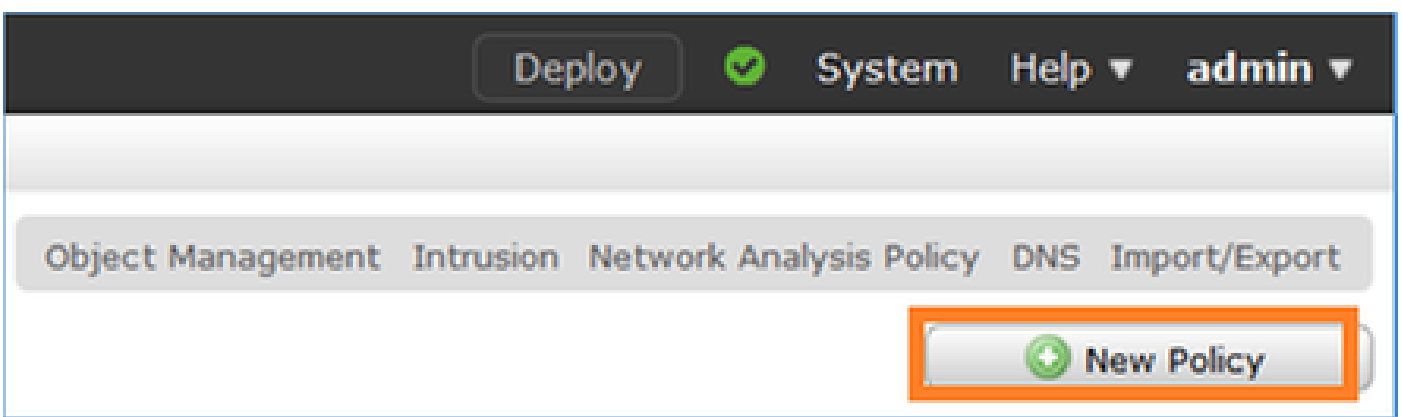 Deploy System Help admin
Object Management Intrusion Network Analysis Policy DNS Import/Export
New Policy